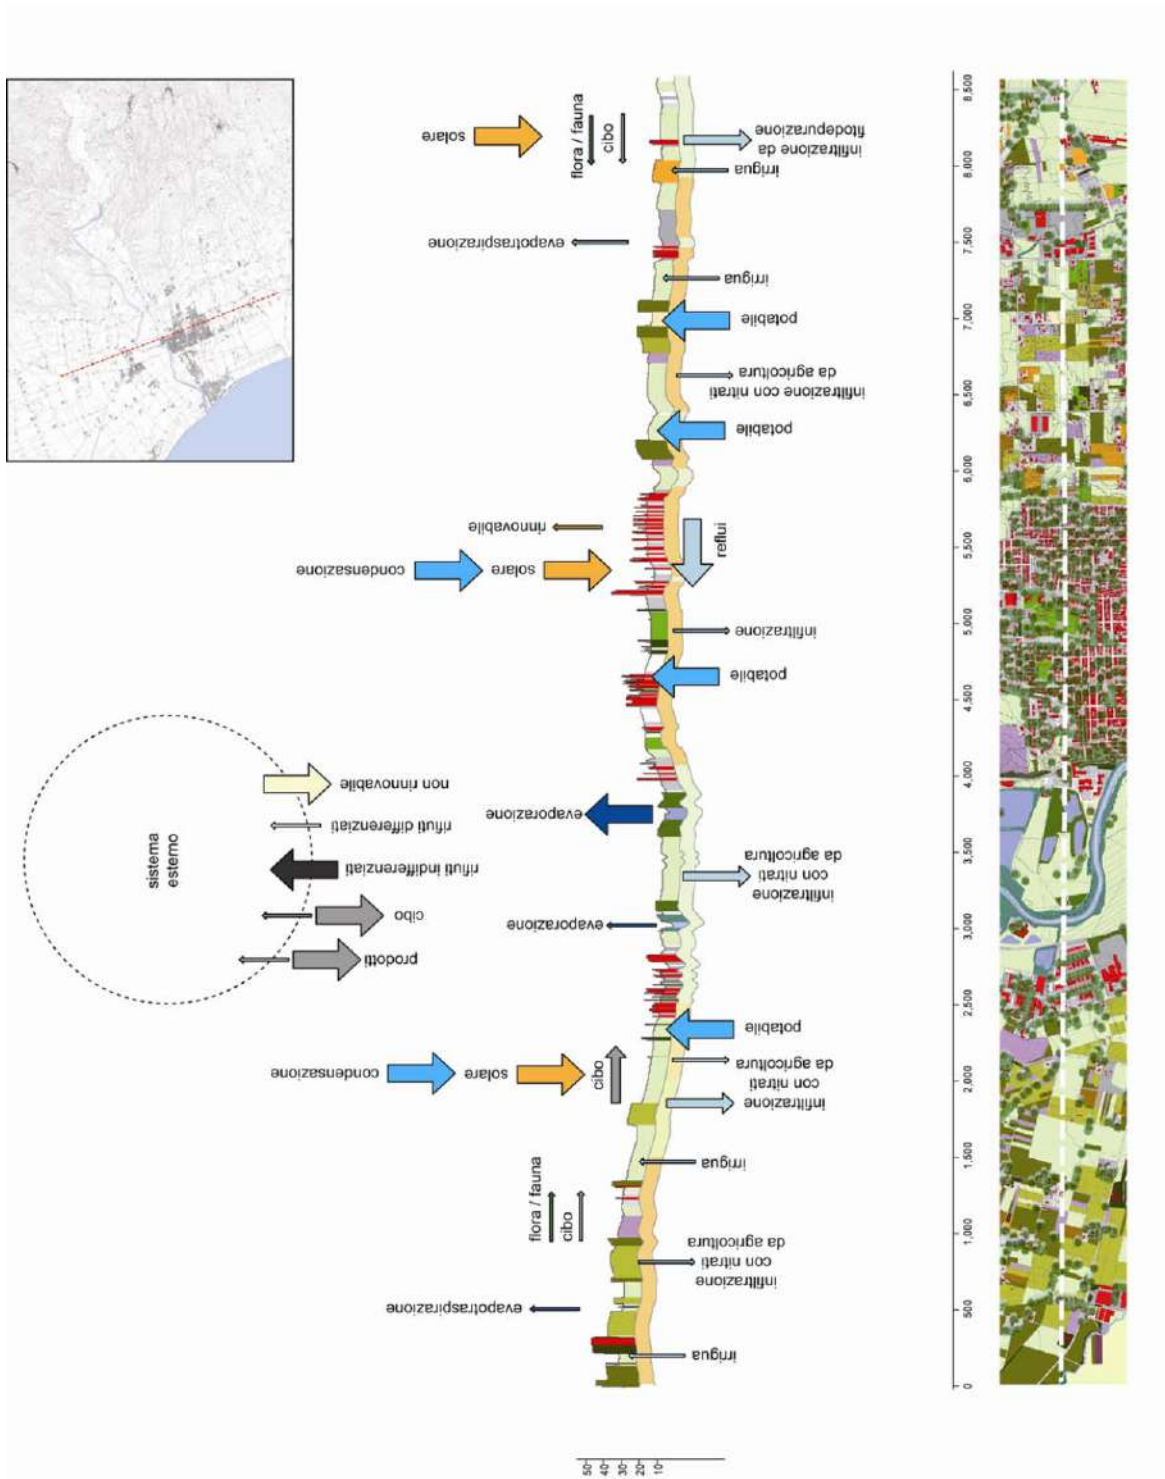 solare
flora / fauna
cibo
infiltrazione da
fitodepurazione
irrigua
evapotraspirazione
irrigua
potabile
infiltrazione con nitrati
da agricoltura
potabile
rinnovabile
condensazione
solare
reflui
infiltrazione
potabile
sistema
esterno
non rinnovabile
rifiuti differenziati
rifiuti indifferenziati
cibo
prodotti
evaporazione
infiltrazione
con nitrati
da agricoltura
evaporazione
potabile
condensazione
solare
cibo
infiltrazione
con nitrati
da agricoltura
irrigua
flora / fauna
cibo
infiltrazione
con nitrati
da agricoltura
evapotraspirazione
irrigua
8,500
8,000
7,500
7,000
6,500
6,000
5,500
5,000
4,500
4,000
3,500
3,000
2,500
2,000
1,500
1,000
500
0
50
40
30
20
10